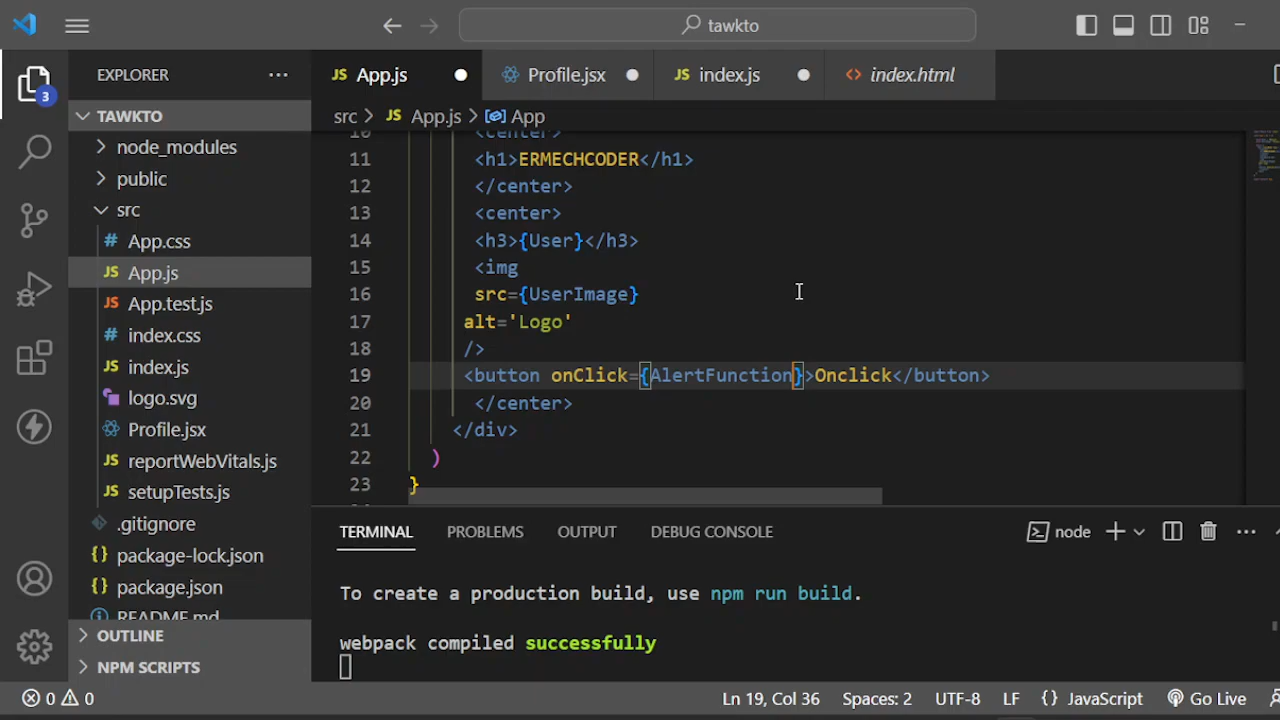 tawkto
EXPLORER
App.js
Profile.jsx
index.js
index.html
TAWKTO
src > App.js > App
node_modules
public
src
App.css
App.js
App.test.js
index.css
index.js
logo.svg
Profile.jsx
reportWebVitals.js
setupTests.js
.gitignore
package-lock.json
package.json
README.md
OUTLINE
NPM SCRIPTS
3
10 <center>
11 <h1>ERMECHCODER</h1>
12 </center>
13 <center>
14 <h3>{User}</h3>
15 <img
16 src={UserImage}
17 alt='Logo'
18 />
19 <button onClick={AlertFunction}>Onclick</button>
20 </center>
21 </div>
22 )
23 }
TERMINAL PROBLEMS OUTPUT DEBUG CONSOLE
node
To create a production build, use npm run build.
webpack compiled successfully
0 0
Ln 19, Col 36 Spaces: 2 UTF-8 LF {} JavaScript Go Live